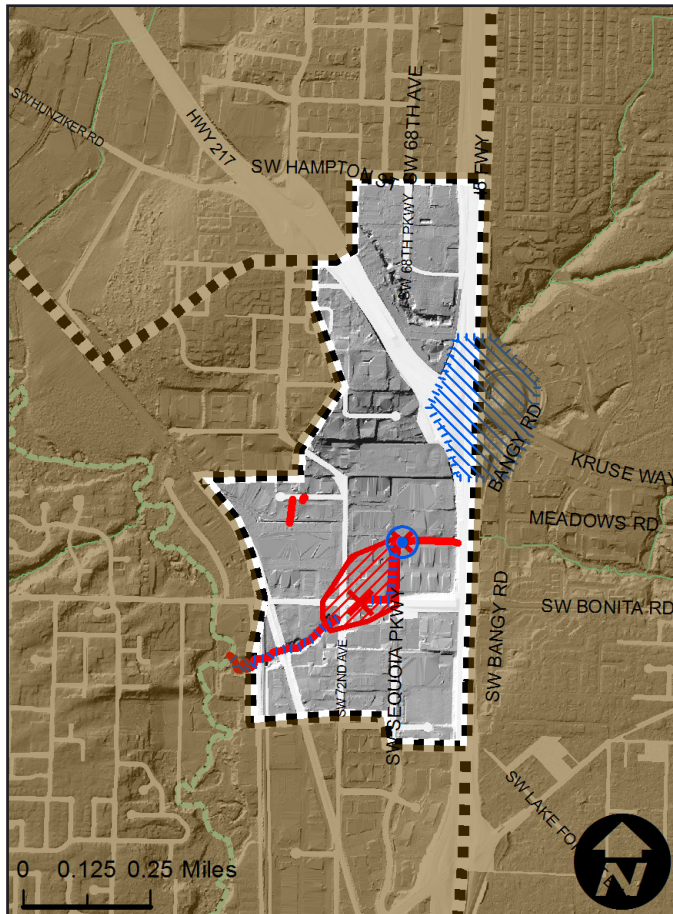 SW HUNZIKER RD
HWY 217
SW 68TH AVE
SW HAMPTON ST
I5 FWY
SW 68TH PKWY
BANGY RD
KRUSE WAY
MEADOWS RD
SW BONITA RD
SW BANGY RD
SW SEQUOIA PKWY
SW 72ND AVE
SW LAKE FO
0 0.125 0.25 Miles
N